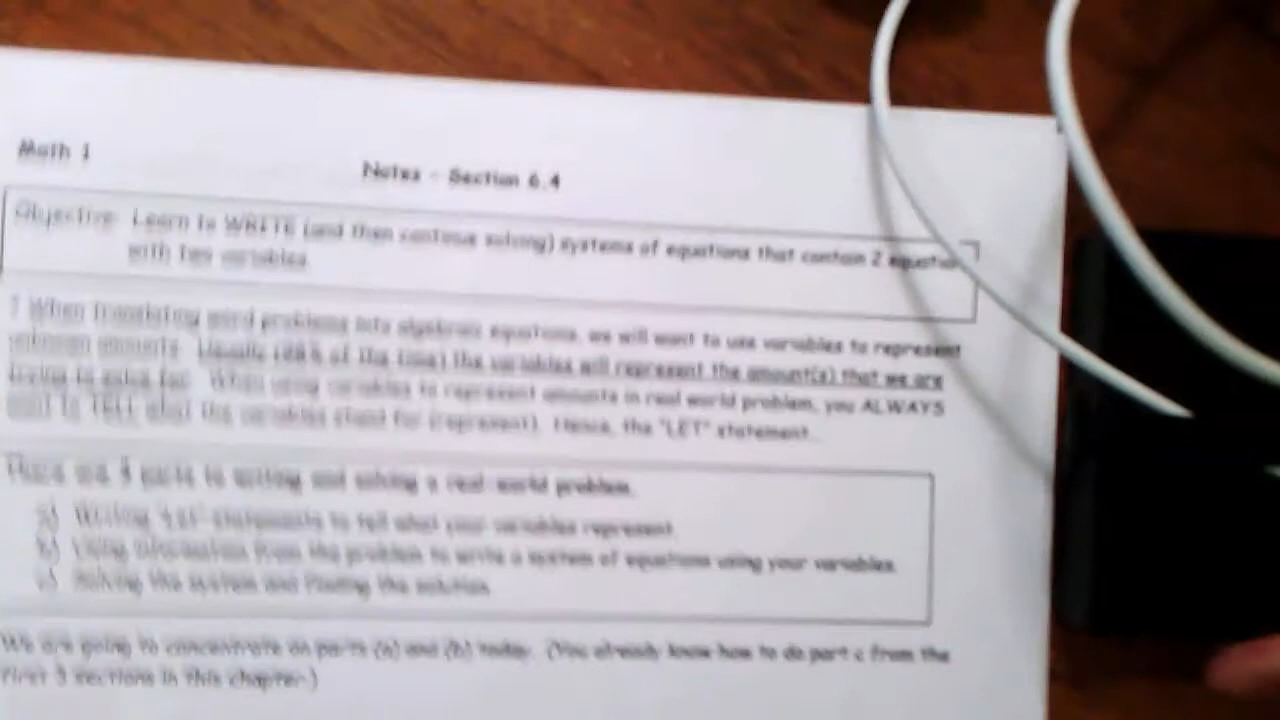 Math 1
Notes - Section 6.4
Objective: Learn to WRITE (and then continue solving) systems of equations that contain 2 equation
with two variables.
When translating word problems into algebraic equations, we will want to use variables to represent
unknown amounts. Usually of the time) the variables will represent the amount(s) that we are
trying to solve for. When using variables to represent amounts in real world problem, you ALWAYS
want to TELL what the variables stand for (represent). Hence, the "LET" statement.
There are 3 parts to writing and solving a real world problem.
a) Writing "LET" statements to tell what your variables represent.
b) Using information from the problem to write a system of equations using your variables.
c) Solving the system and finding the solution.
We are going to concentrate on parts (a) and (b) today. (You already know how to do part c from the
first 3 sections in this chapter.)